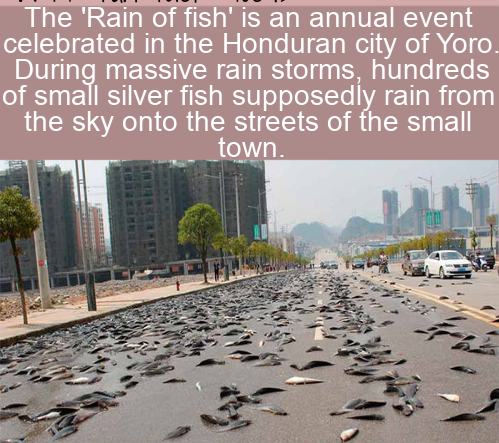 The 'Rain of fish' is an annual event
celebrated in the Honduran city of Yoro.
During massive rain storms, hundreds
of small silver fish supposedly rain from
the sky onto the streets of the small
town.